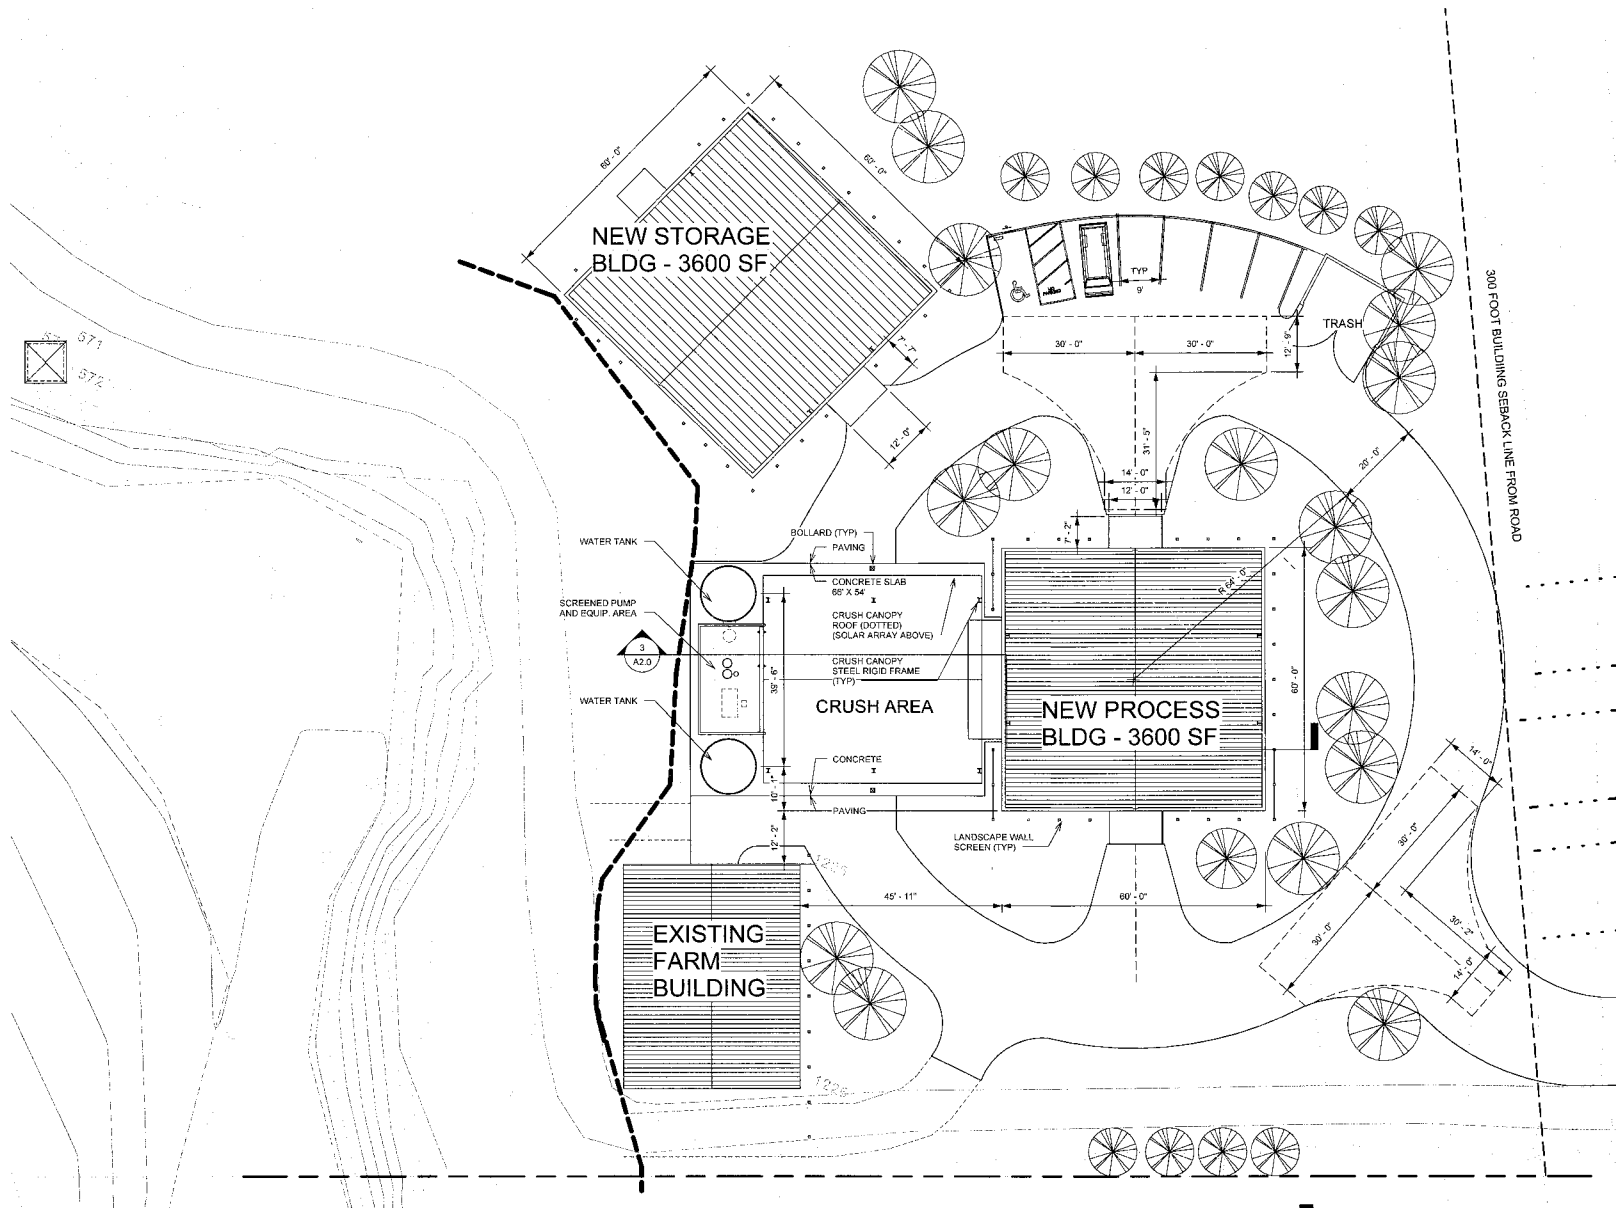 60' - 0"
60' - 0"
NEW STORAGE
BLDG - 3600 SF
7' - 7"
12' - 0"
TYP
9'
TRASH
30' - 0"
30' - 0"
12' - 9"
31' - 5"
14' - 0"
12' - 0"
7' - 2"
20' - 0"
300 FOOT BUILDING SEBACK LINE FROM ROAD
571
572
WATER TANK
BOLLARD (TYP)
PAVING
CONCRETE SLAB
66' X 54'
SCREENED PUMP
AND EQUIP. AREA
CRUSH CANOPY
ROOF (DOTTED)
(SOLAR ARRAY ABOVE)
3
A2.0
CRUSH CANOPY
STEEL RIGID FRAME
(TYP)
WATER TANK
39' - 6"
CRUSH AREA
R 64' - 0"
60' - 0"
NEW PROCESS
BLDG - 3600 SF
CONCRETE
10' - 1"
PAVING
12' - 2"
LANDSCAPE WALL
SCREEN (TYP)
45' - 11"
60' - 0"
14' - 0"
30' - 0"
30' - 0"
30' - 2"
14' - 0"
EXISTING
FARM
BUILDING